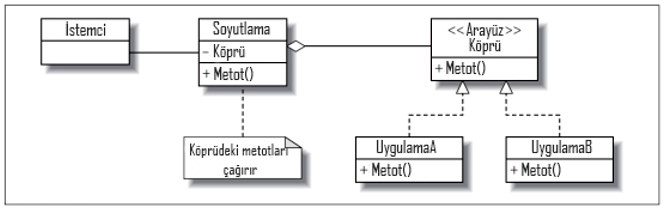 İstemci
Soyutlama
- Köprü
+ Metot()
<<Arayüz>>
Köprü
+ Metot()
Köprüdeki metotları
çağırır
UygulamaA
+ Metot()
UygulamaB
+ Metot()